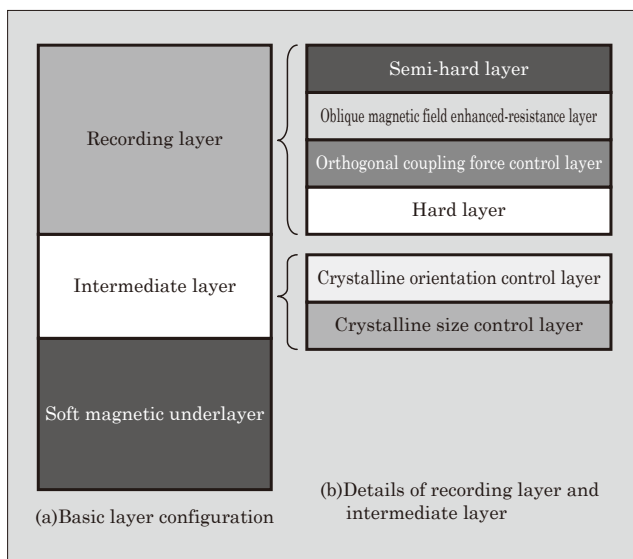 Recording layer
Intermediate layer
Soft magnetic underlayer
(a)Basic layer configuration
Semi-hard layer
Oblique magnetic field enhanced-resistance layer
Orthogonal coupling force control layer
Hard layer
Crystalline orientation control layer
Crystalline size control layer
(b)Details of recording layer and
intermediate layer